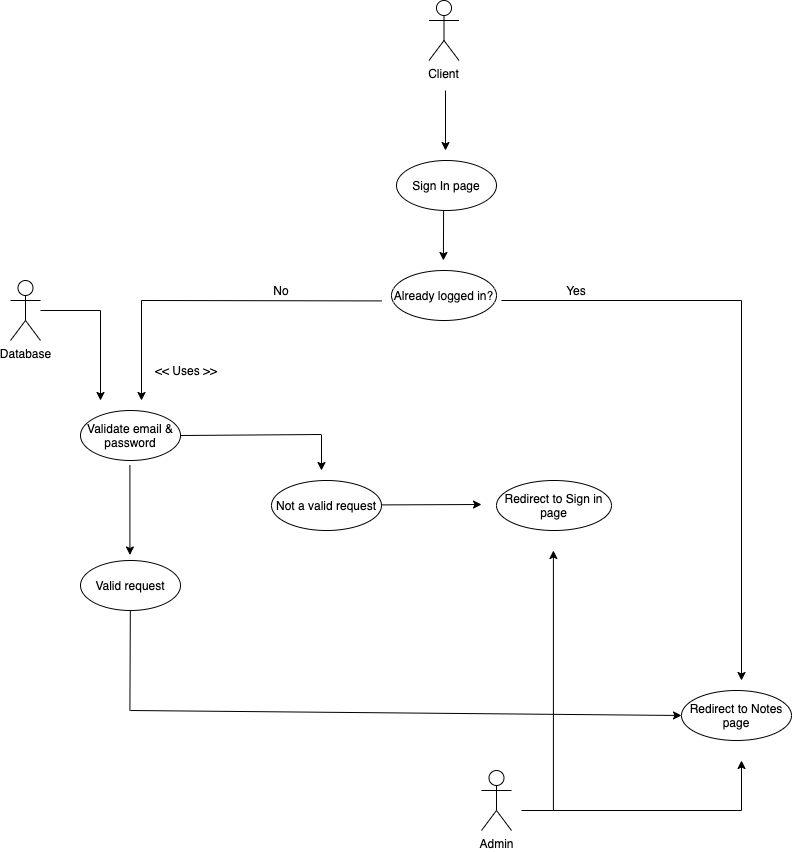 Client
Sign In page
Already logged in?
No
Yes
Database
<< Uses >>
Validate email &
password
Not a valid request
Redirect to Sign in
page
Valid request
Redirect to Notes
page
Admin